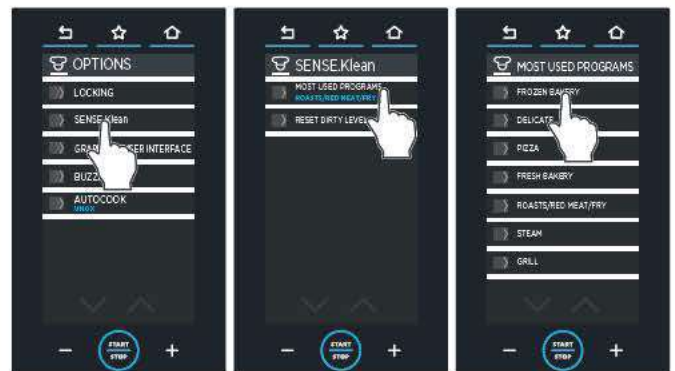 OPTIONS
LOCKING
SENSE.Klean
INTERFACE
AUTOCOOK
UNOX
START
STOP
SENSE.Klean
MOST USED PROGRAMS
ROASTS/RED MEAT/FRY
RESET DIRTY LEVEL
START
STOP
MOST USED PROGRAMS
FROZEN BAKERY
PIZZA
FRESH BAKERY
ROASTS/RED MEAT/FRY
STEAM
GRILL
START
STOP